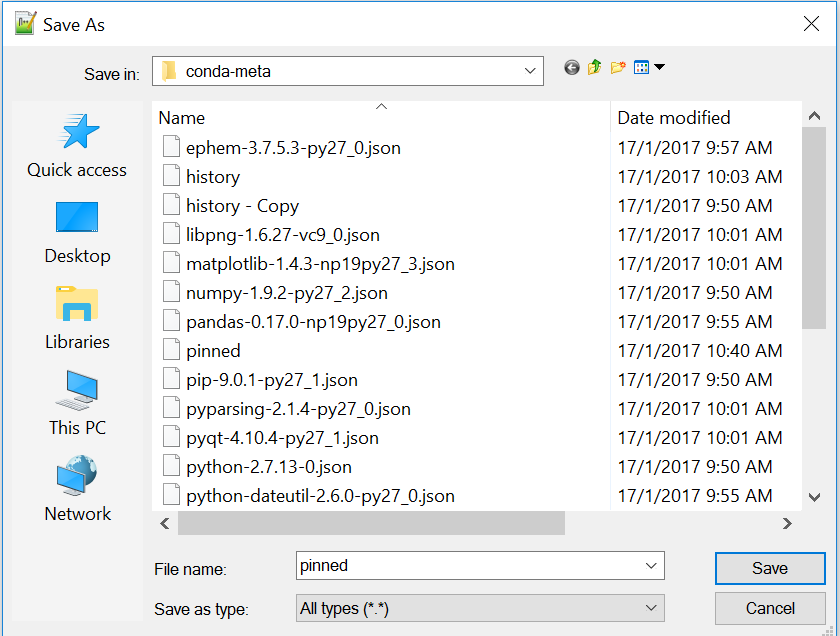 Save As
Save in: conda-meta
Name Date modified
ephem-3.7.5.3-py27_0.json 17/1/2017 9:57 AM
history 17/1/2017 10:03 AM
history - Copy 17/1/2017 9:50 AM
libpng-1.6.27-vc9_0.json 17/1/2017 10:01 AM
matplotlib-1.4.3-np19py27_3.json 17/1/2017 10:01 AM
numpy-1.9.2-py27_2.json 17/1/2017 9:50 AM
pandas-0.17.0-np19py27_0.json 17/1/2017 9:55 AM
pinned 17/1/2017 10:40 AM
pip-9.0.1-py27_1.json 17/1/2017 9:50 AM
pyparsing-2.1.4-py27_0.json 17/1/2017 10:01 AM
pyqt-4.10.4-py27_1.json 17/1/2017 10:01 AM
python-2.7.13-0.json 17/1/2017 9:50 AM
python-dateutil-2.6.0-py27_0.json 17/1/2017 9:55 AM
Quick access
Desktop
Libraries
This PC
Network
File name: pinned Save
Save as type: All types (*.*) Cancel